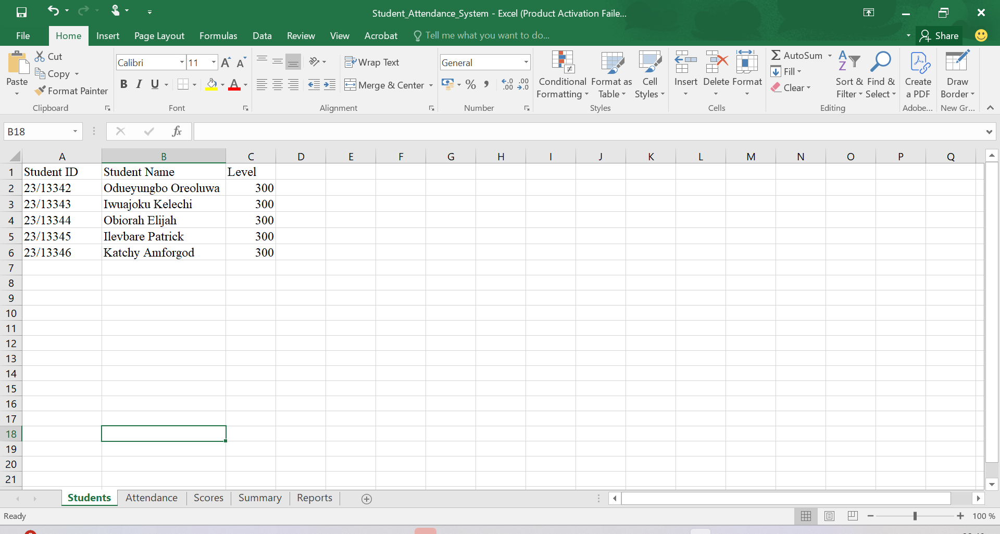 Student_Attendance_System - Excel (Product Activation Faile...
File Home Insert Page Layout Formulas Data Review View Acrobat Tell me what you want to do... Share
Paste
Cut
Copy
Format Painter
Clipboard
Calibri 11
B I U
Font
Wrap Text
Merge & Center
Alignment
General
Number
Conditional Formatting
Format as Table
Cell Styles
Styles
Insert Delete Format
Cells
AutoSum
Fill
Clear
Sort & Filter
Find & Select
Editing
Create a PDF
Adobe...
Draw Border
New Gr...
B18 fx
A B C D E F G H I J K L M N O P Q
1 Student ID Student Name Level
2 23/13342 Odueyungbo Oreoluwa 300
3 23/13343 Iwuajoku Kelechi 300
4 23/13344 Obiorah Elijah 300
5 23/13345 Ilevbare Patrick 300
6 23/13346 Katchy Amforgod 300
7
8
9
10
11
12
13
14
15
16
17
18
19
20
21
Students Attendance Scores Summary Reports
Ready 100 %